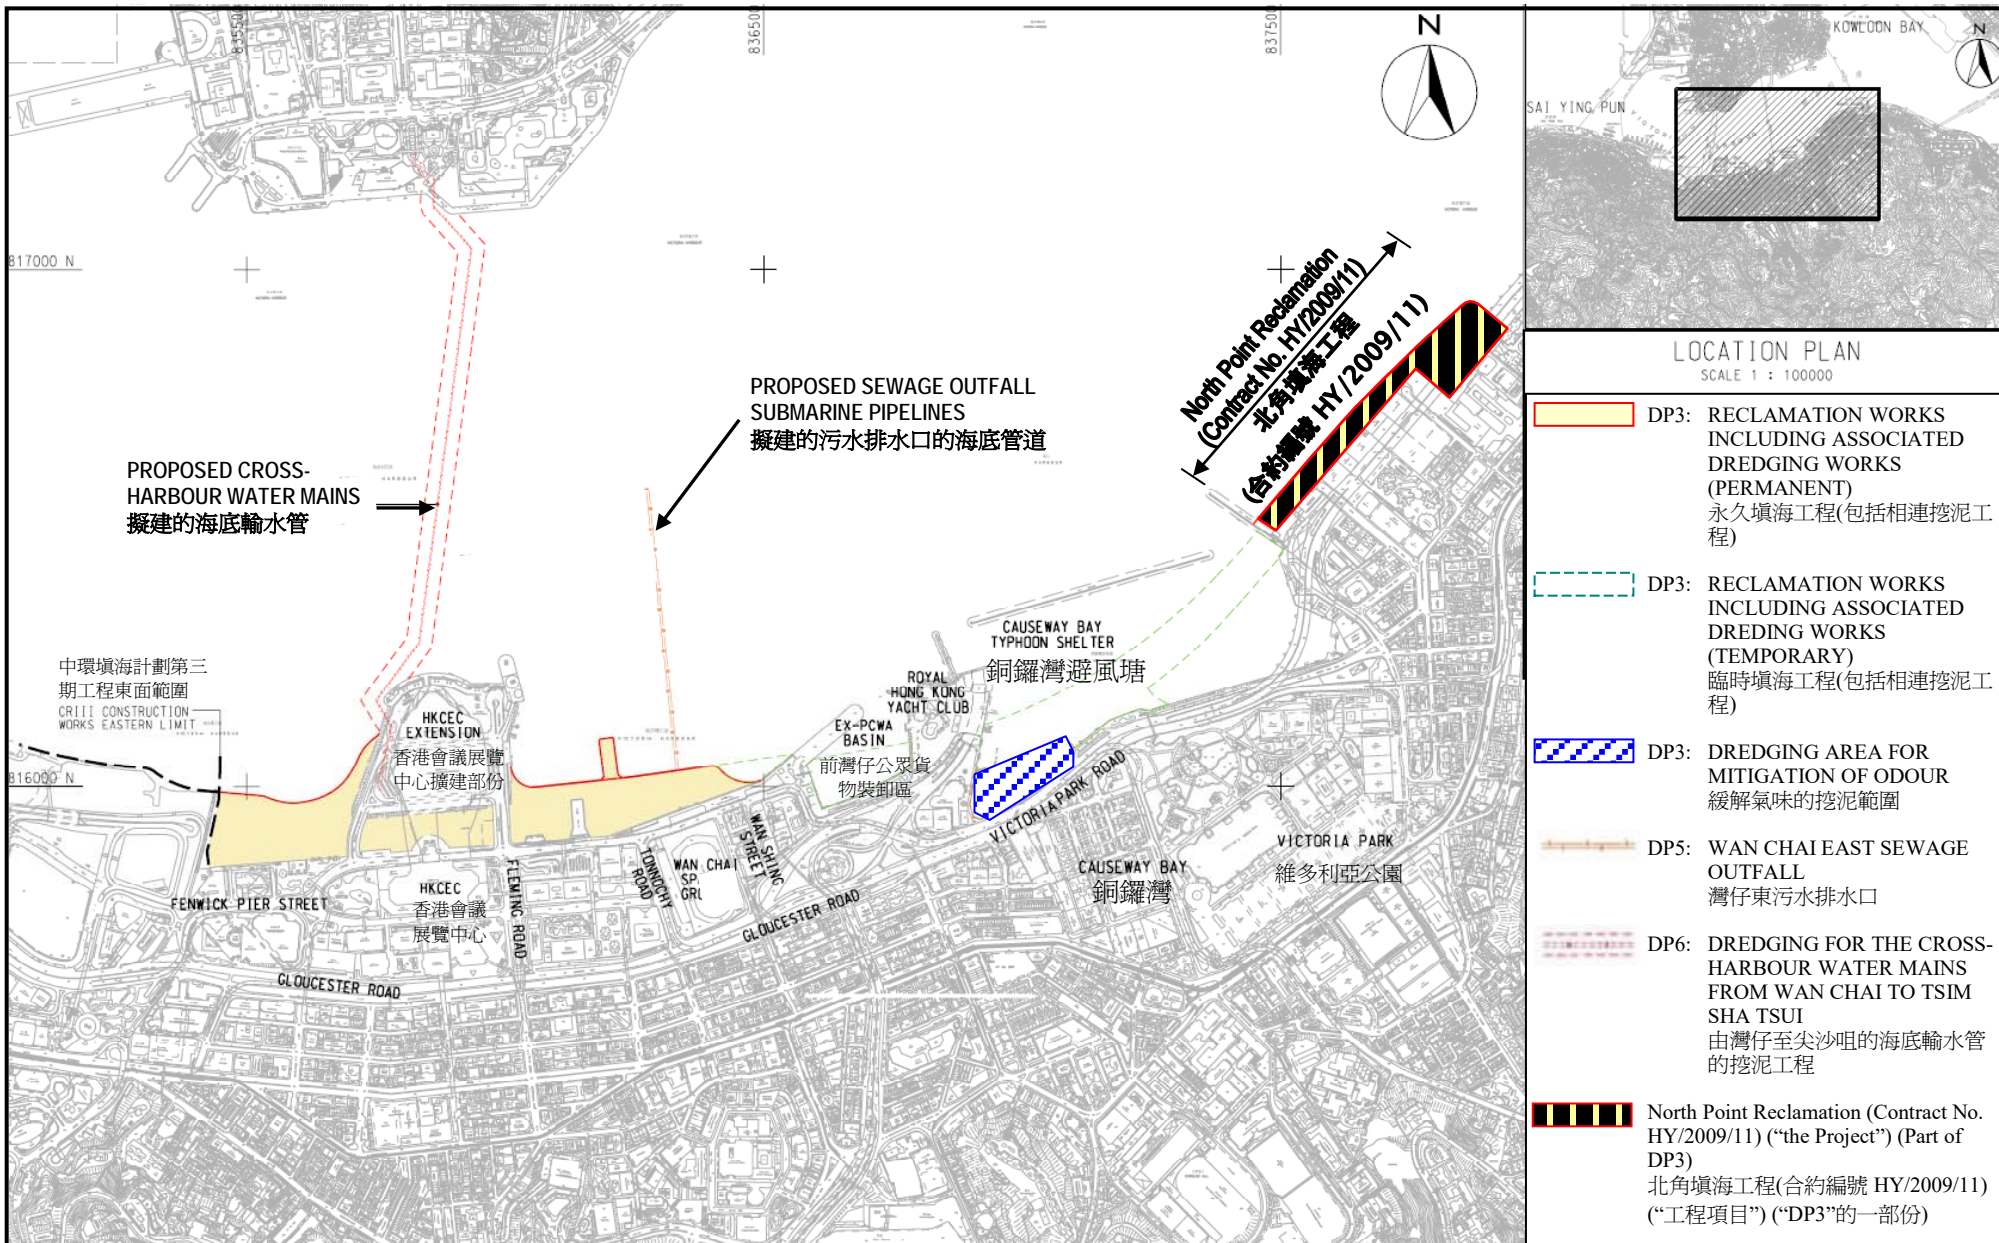 835500
836500
837500
N
817000 N
816000 N
North Point Reclamation
(Contract No. HY/2009/11)
北角填海工程
(合約編號 HY/2009/11)
PROPOSED SEWAGE OUTFALL
SUBMARINE PIPELINES
擬建的污水排水口的海底管道
PROPOSED CROSS-
HARBOUR WATER MAINS
擬建的海底輸水管
中環填海計劃第三
期工程東面範圍
CRIII CONSTRUCTION
WORKS EASTERN LIMIT
HKCEC
EXTENSION
香港會議展覽
中心擴建部份
CAUSEWAY BAY
TYPHOON SHELTER
銅鑼灣避風塘
ROYAL
HONG KONG
YACHT CLUB
EX-PCWA
BASIN
前灣仔公眾貨
物裝卸區
VICTORIA PARK ROAD
VICTORIA PARK
維多利亞公園
CAUSEWAY BAY
銅鑼灣
WAN SHING
STREET
WAN CHAI
SP.
GRL
TONNOCHY
ROAD
FLEMING ROAD
HKCEC
香港會議
展覽中心
FENWICK PIER STREET
GLOUCESTER ROAD
GLOUCESTER ROAD
KOWLOON BAY
N
SAI YING PUN
LOCATION PLAN
SCALE 1 : 100000
DP3: RECLAMATION WORKS
INCLUDING ASSOCIATED
DREDGING WORKS
(PERMANENT)
永久填海工程(包括相連挖泥工
程)
DP3: RECLAMATION WORKS
INCLUDING ASSOCIATED
DREDING WORKS
(TEMPORARY)
臨時填海工程(包括相連挖泥工
程)
DP3: DREDGING AREA FOR
MITIGATION OF ODOUR
緩解氣味的挖泥範圍
DP5: WAN CHAI EAST SEWAGE
OUTFALL
灣仔東污水排水口
DP6: DREDGING FOR THE CROSS-
HARBOUR WATER MAINS
FROM WAN CHAI TO TSIM
SHA TSUI
由灣仔至尖沙咀的海底輸水管
的挖泥工程
North Point Reclamation (Contract No.
HY/2009/11) (“the Project”) (Part of
DP3)
北角填海工程(合約編號 HY/2009/11)
(“工程項目”) (“DP3”的一部份)